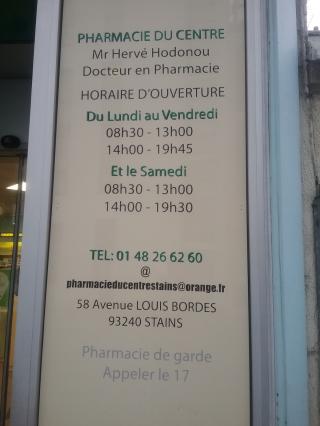 PHARMACIE DU CENTRE
Mr Hervé Hodonou
Docteur en Pharmacie
HORAIRE D'OUVERTURE
Du Lundi au Vendredi
08h30 - 13h00
14h00 - 19h45
Et le Samedi
08h30 - 13h00
14h00 - 19h30
TEL: 01 48 26 62 60
@
pharmacieducentrestains@orange.fr
58 Avenue LOUIS BORDES
93240 STAINS
Pharmacie de garde
Appeler le 17